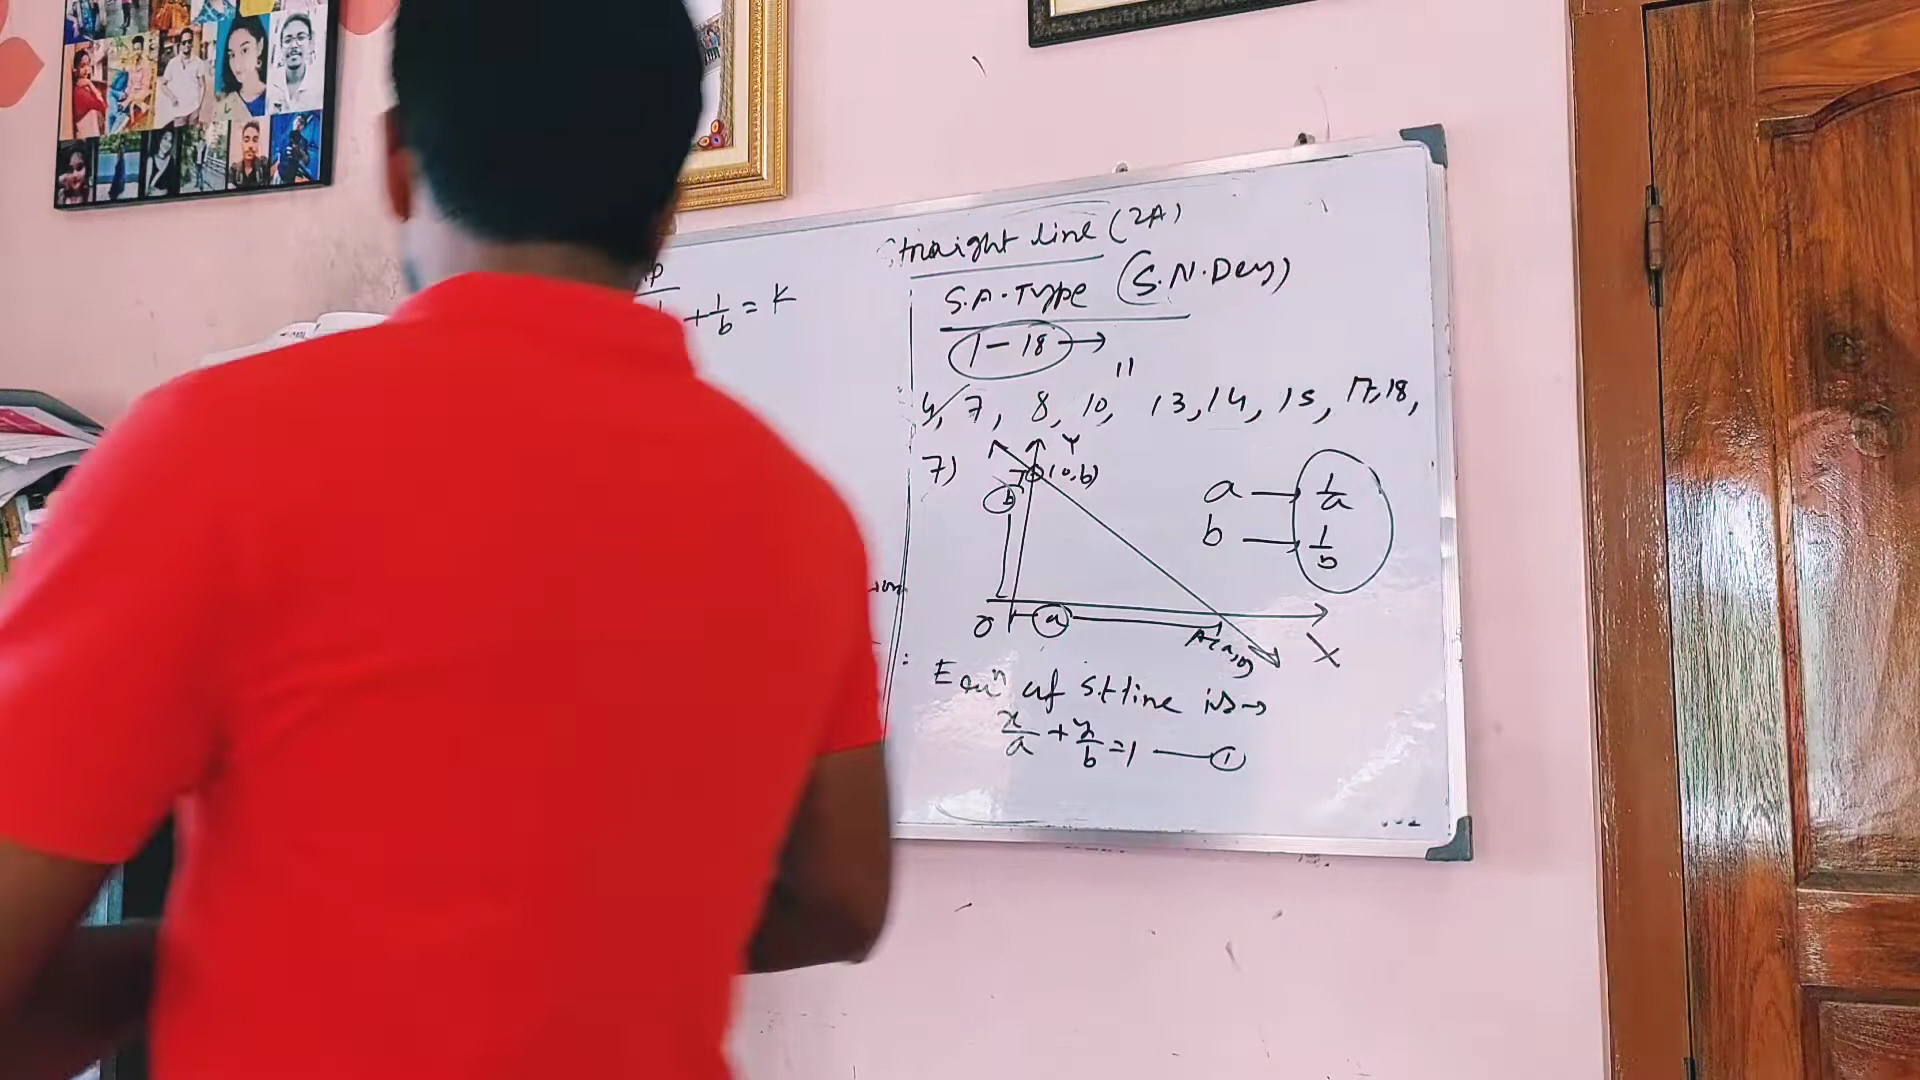 Straight line (2A)
S.A. Type (S.N.Dey)
1 - 18 →
11
4, 7, 8, 10, 13, 14, 15, 17, 18,
+ 1/b = K
7)
Y
(0,b)
b
a → 1/a
b → 1/b
O
a
X
Equn of st line is →
x/a + y/b = 1 — 1